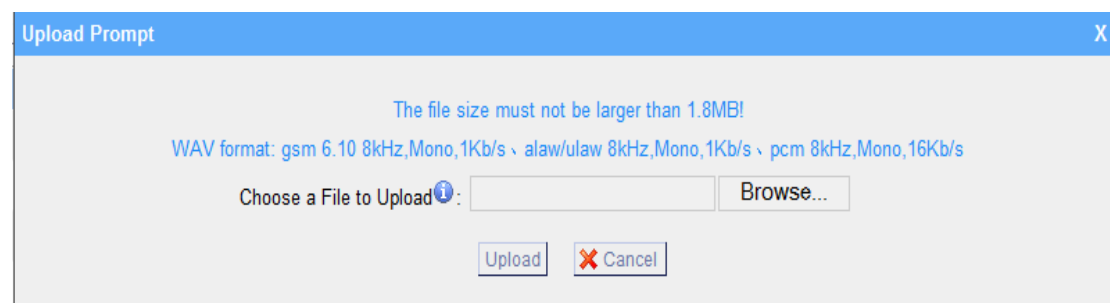 Upload Prompt X
The file size must not be larger than 1.8MB!
WAV format: gsm 6.10 8kHz,Mono,1Kb/s、alaw/ulaw 8kHz,Mono,1Kb/s、pcm 8kHz,Mono,16Kb/s
Choose a File to Upload : Browse...
Upload Cancel